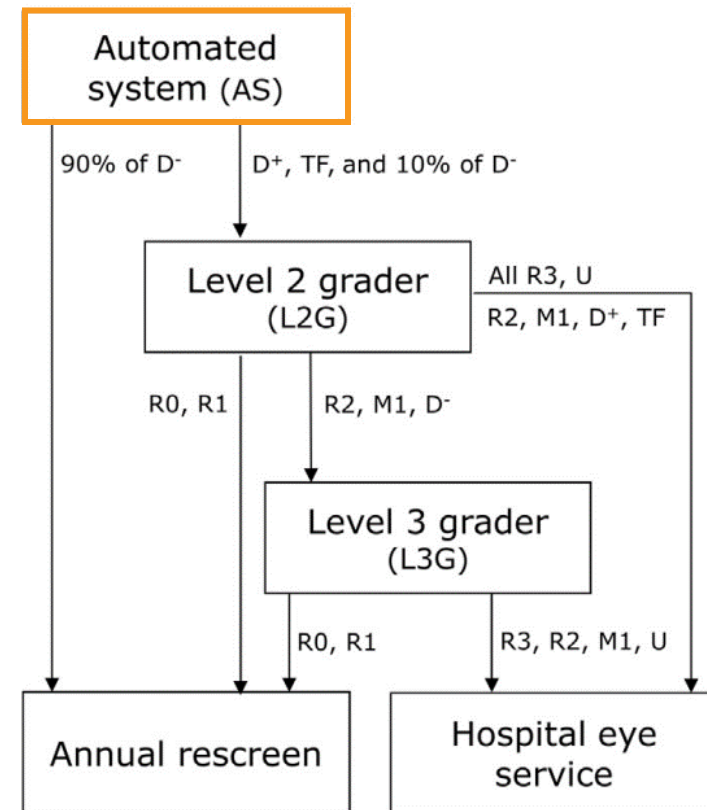 Automated
system (AS)
90% of D⁻
D⁺, TF, and 10% of D⁻
Level 2 grader
(L2G)
All R3, U
R2, M1, D⁺, TF
R0, R1
R2, M1, D⁻
Level 3 grader
(L3G)
R0, R1
R3, R2, M1, U
Annual rescreen
Hospital eye
service